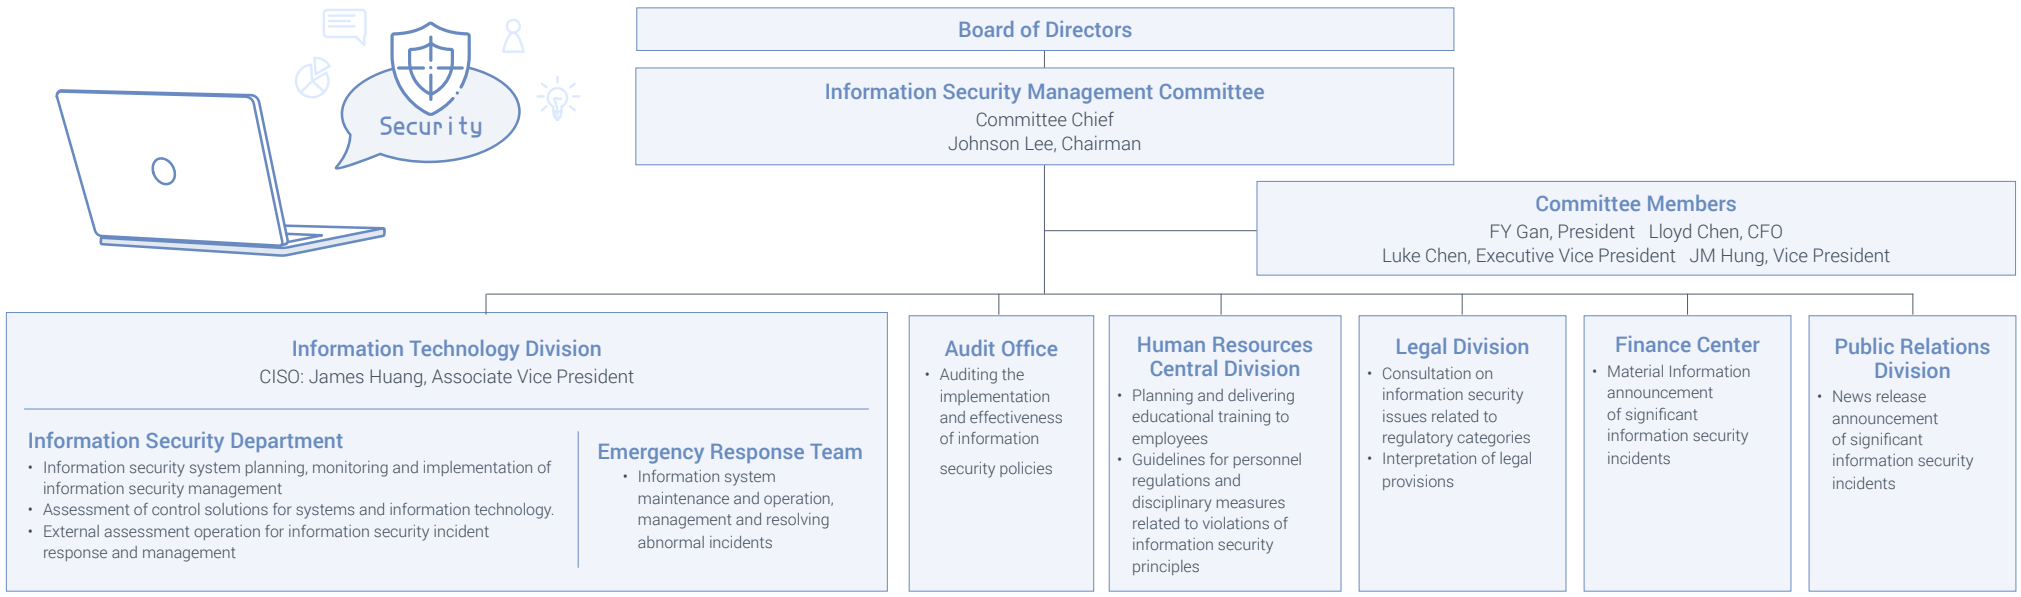 Security
Board of Directors
Information Security Management Committee
Committee Chief
Johnson Lee, Chairman
Committee Members
FY Gan, President   Lloyd Chen, CFO
Luke Chen, Executive Vice President   JM Hung, Vice President
Information Technology Division
CISO: James Huang, Associate Vice President
Information Security Department
• Information security system planning, monitoring and implementation of
information security management
• Assessment of control solutions for systems and information technology.
• External assessment operation for information security incident
response and management
Emergency Response Team
• Information system
maintenance and operation,
management and resolving
abnormal incidents
Audit Office
• Auditing the
implementation
and effectiveness
of information
security policies
Human Resources
Central Division
• Planning and delivering
educational training to
employees
• Guidelines for personnel
regulations and
disciplinary measures
related to violations of
information security
principles
Legal Division
• Consultation on
information security
issues related to
regulatory categories
• Interpretation of legal
provisions
Finance Center
• Material Information
announcement
of significant
information security
incidents
Public Relations
Division
• News release
announcement
of significant
information security
incidents